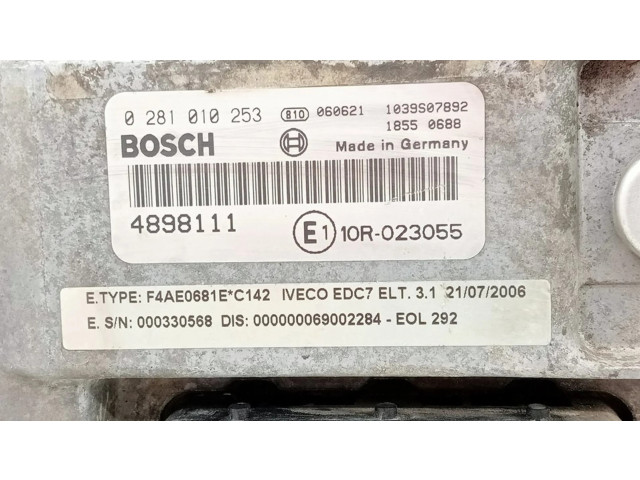 0 281 010 253 810 060621 1039S07892
1855 0688
BOSCH Made in Germany
4898111 E1 10R-023055
E.TYPE: F4AE0681E*C142 IVECO EDC7 ELT. 3.1 21/07/2006
E. S/N: 000330568 DIS: 000000069002284 - EOL 292